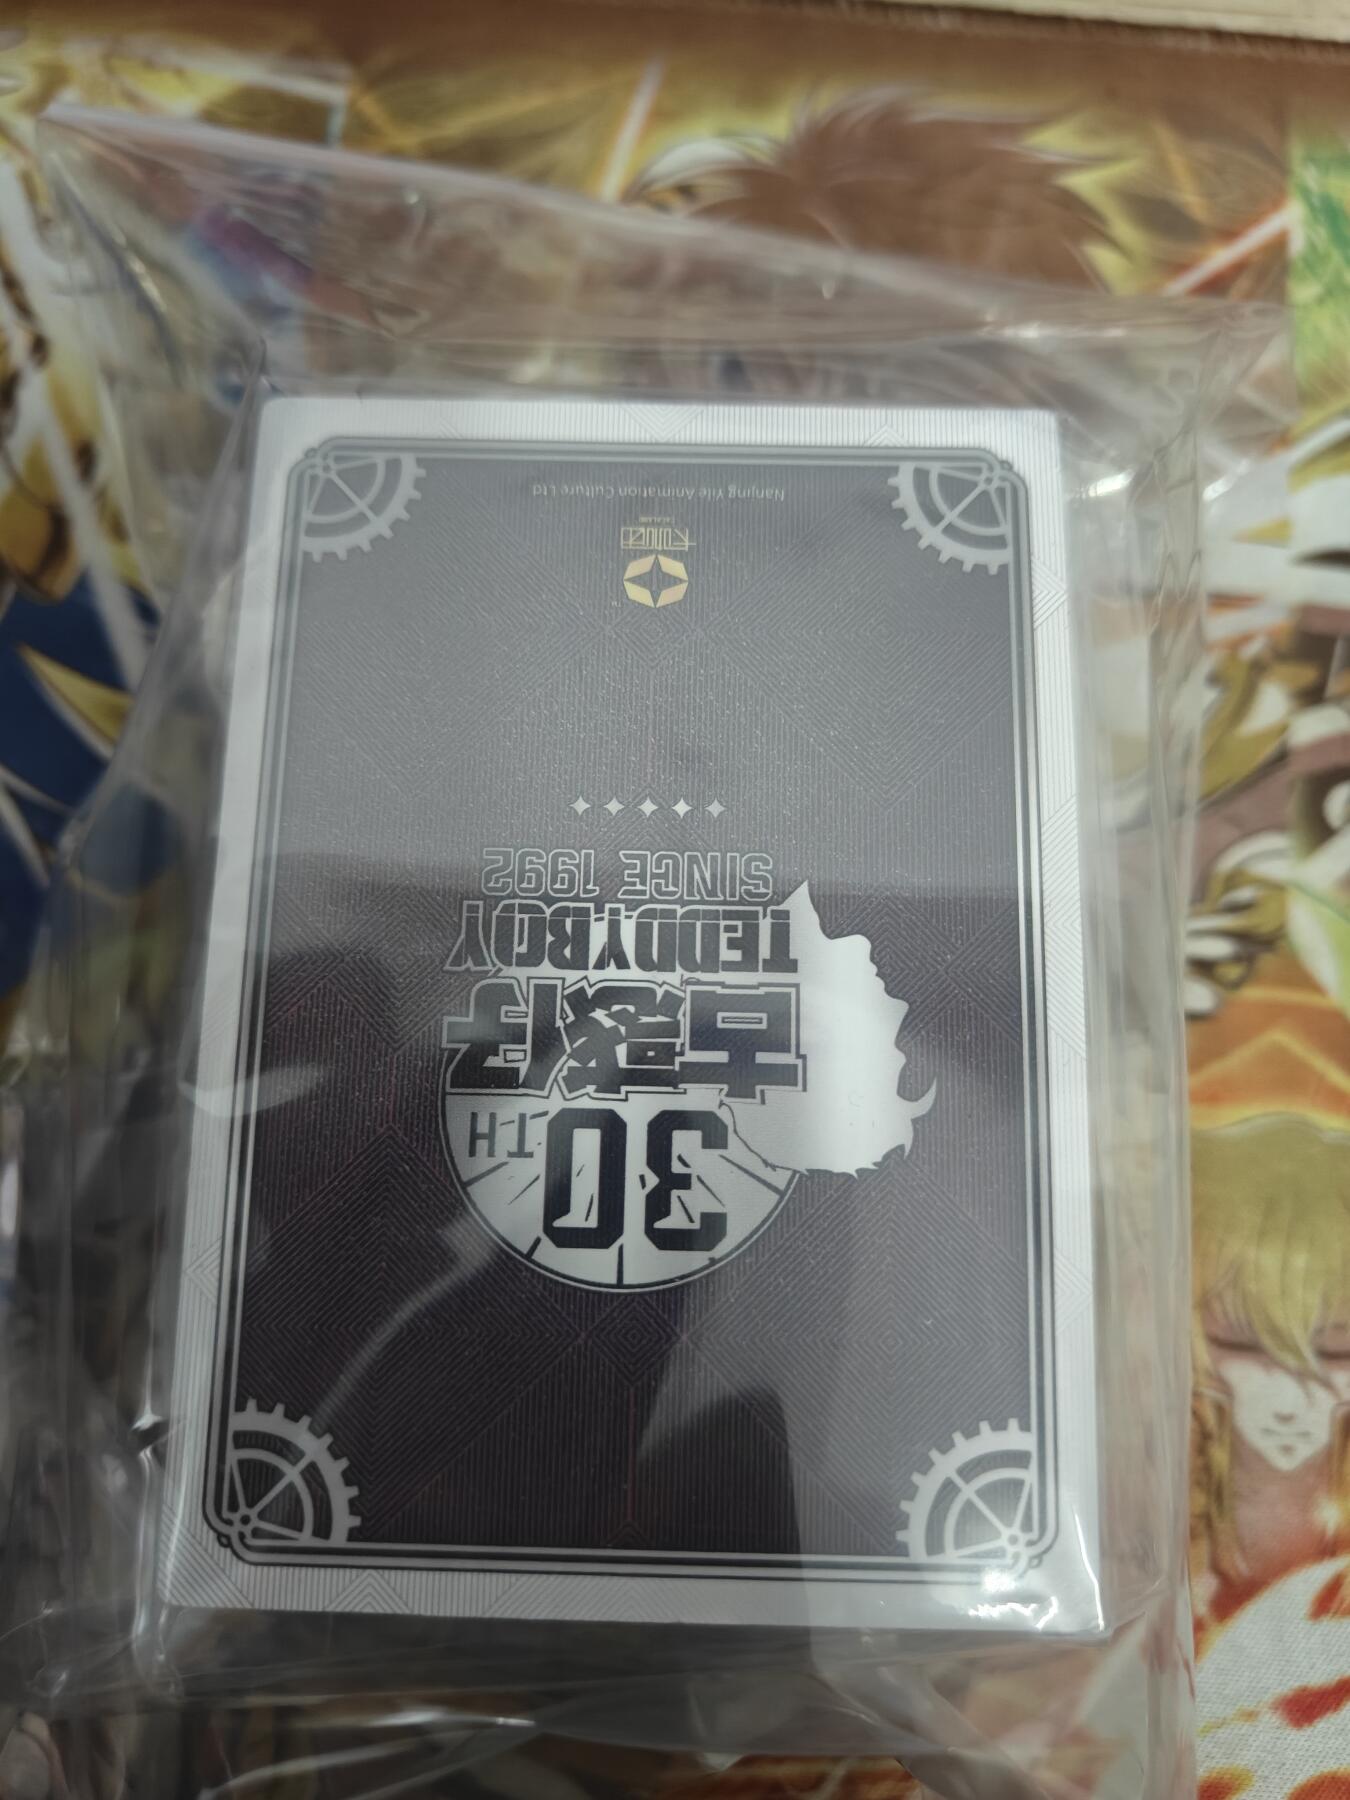 30TH
古惑仔
TEDDYBOY
SINCE 1992
Nanjing Yile Animation Culture Ltd